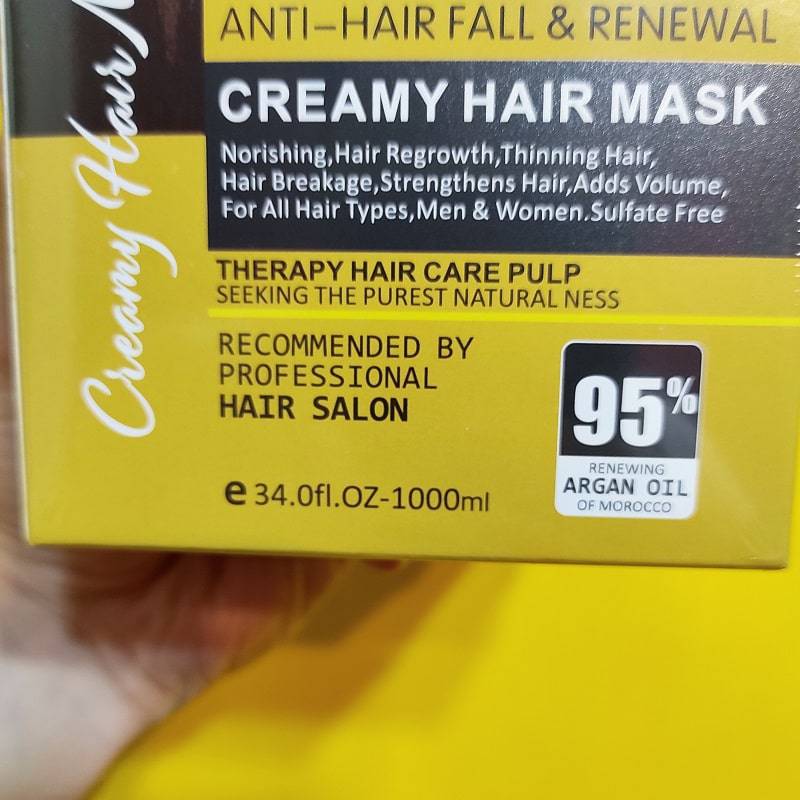 ANTI-HAIR FALL & RENEWAL
CREAMY HAIR MASK
Norishing,Hair Regrowth,Thinning Hair,
Hair Breakage,Strengthens Hair,Adds Volume,
For All Hair Types,Men & Women.Sulfate Free
THERAPY HAIR CARE PULP
SEEKING THE PUREST NATURAL NESS
RECOMMENDED BY
PROFESSIONAL
HAIR SALON
e 34.0fl.OZ-1000ml
95%
RENEWING
ARGAN OIL
OF MOROCCO
Creamy Hair